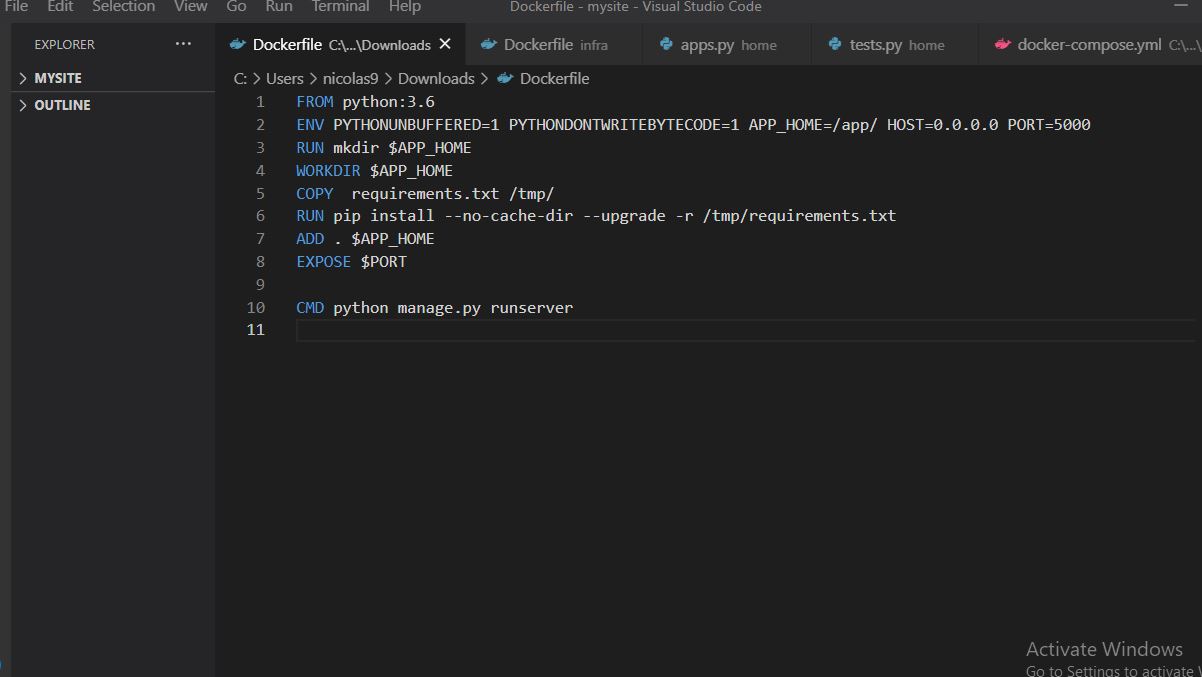 File Edit Selection View Go Run Terminal Help Dockerfile - mysite - Visual Studio Code
EXPLORER ···
MYSITE
OUTLINE
Dockerfile C:\...\Downloads Dockerfile infra apps.py home tests.py home docker-compose.yml C:\...\
C: > Users > nicolas9 > Downloads > Dockerfile
1 FROM python:3.6
2 ENV PYTHONUNBUFFERED=1 PYTHONDONTWRITEBYTECODE=1 APP_HOME=/app/ HOST=0.0.0.0 PORT=5000
3 RUN mkdir $APP_HOME
4 WORKDIR $APP_HOME
5 COPY  requirements.txt /tmp/
6 RUN pip install --no-cache-dir --upgrade -r /tmp/requirements.txt
7 ADD . $APP_HOME
8 EXPOSE $PORT
9
10 CMD python manage.py runserver
11
Activate Windows
Go to Settings to activate